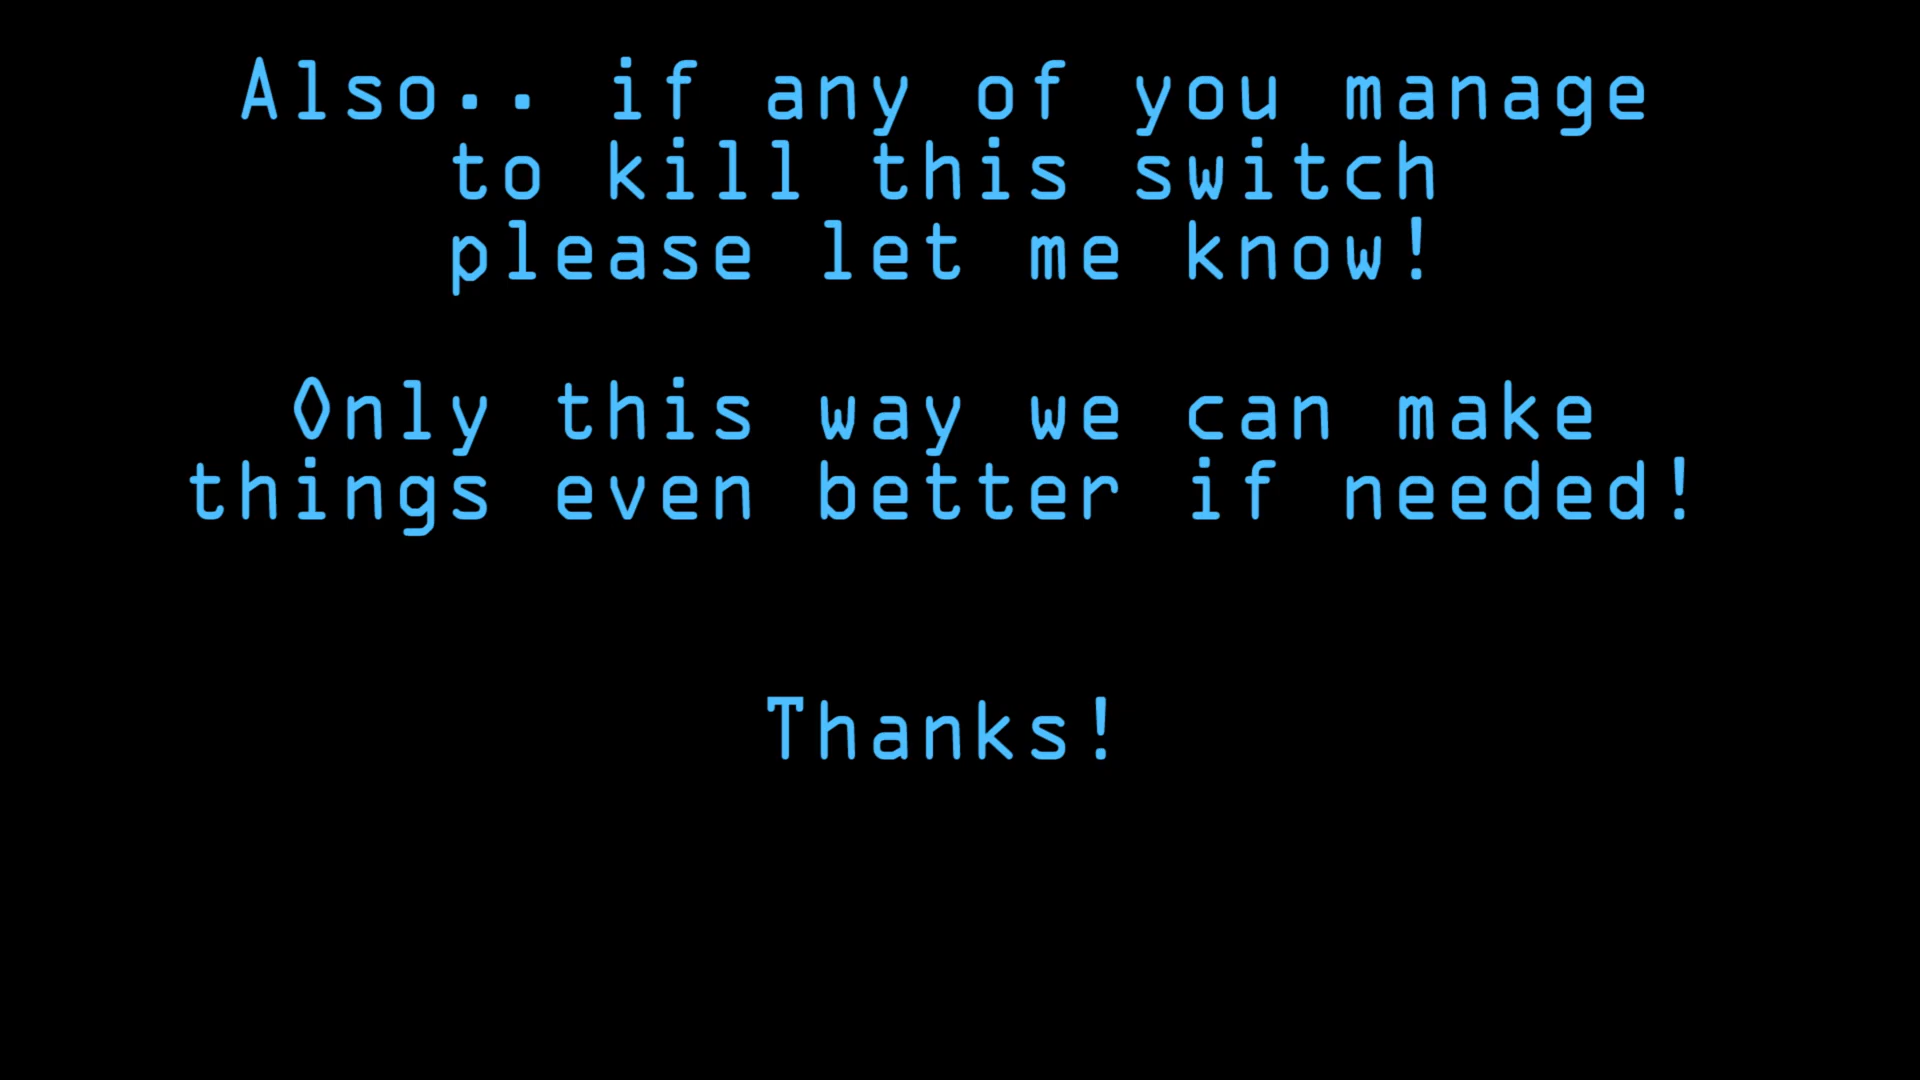 Also.. if any of you manage
to kill this switch
please let me know!
Only this way we can make
things even better if needed!
Thanks!